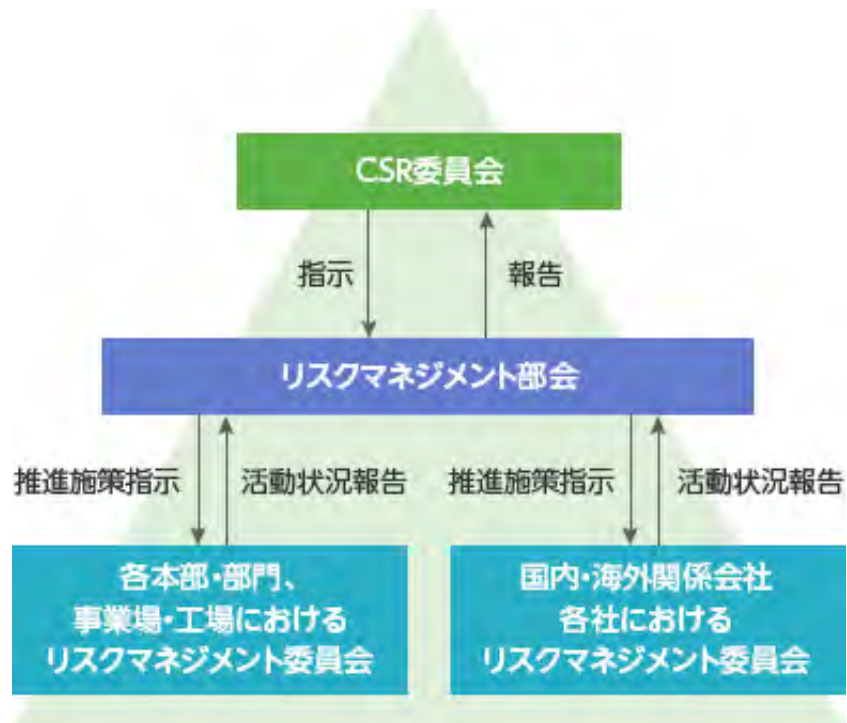 CSR委員会
指示
報告
リスクマネジメント部会
推進施策指示
活動状況報告
推進施策指示
活動状況報告
各本部・部門、
事業場・工場における
リスクマネジメント委員会
国内・海外関係会社
各社における
リスクマネジメント委員会